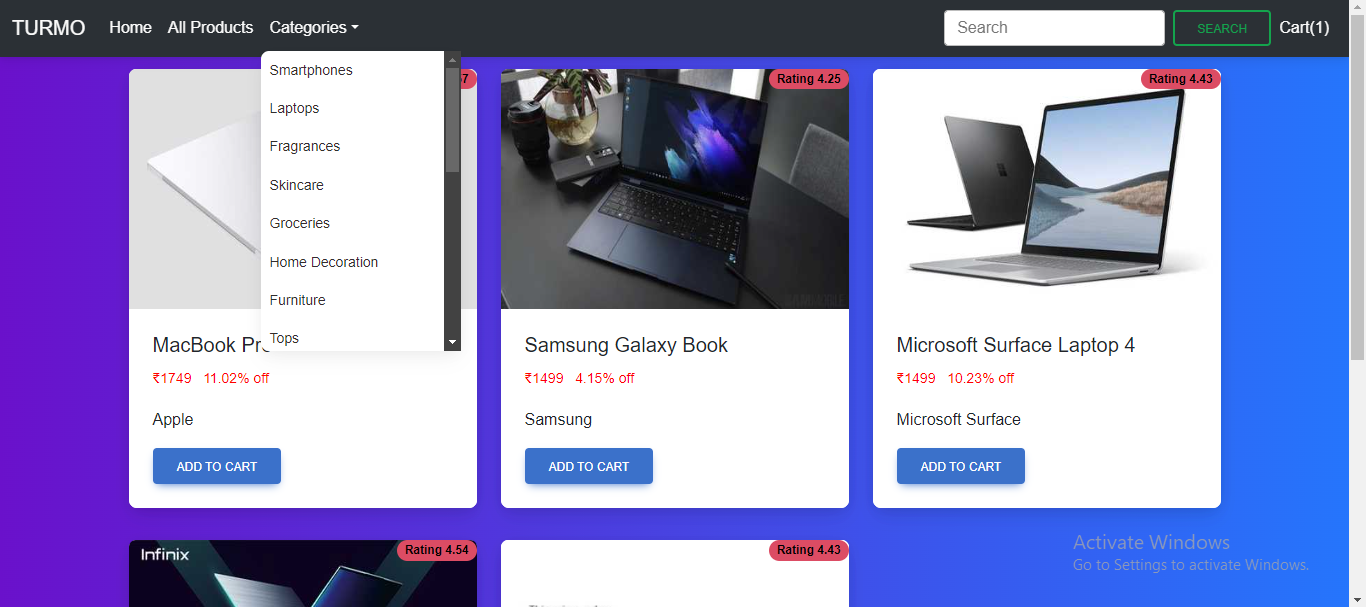 TURMO Home All Products Categories Search SEARCH Cart(1)
Smartphones
Laptops
Fragrances
Skincare
Groceries
Home Decoration
Furniture
Tops
Rating 4.25
Rating 4.43
MacBook Pro
₹1749 11.02% off
Apple
ADD TO CART
Samsung Galaxy Book
₹1499 4.15% off
Samsung
ADD TO CART
Microsoft Surface Laptop 4
₹1499 10.23% off
Microsoft Surface
ADD TO CART
Infinix
Rating 4.54
Rating 4.43
Activate Windows
Go to Settings to activate Windows.